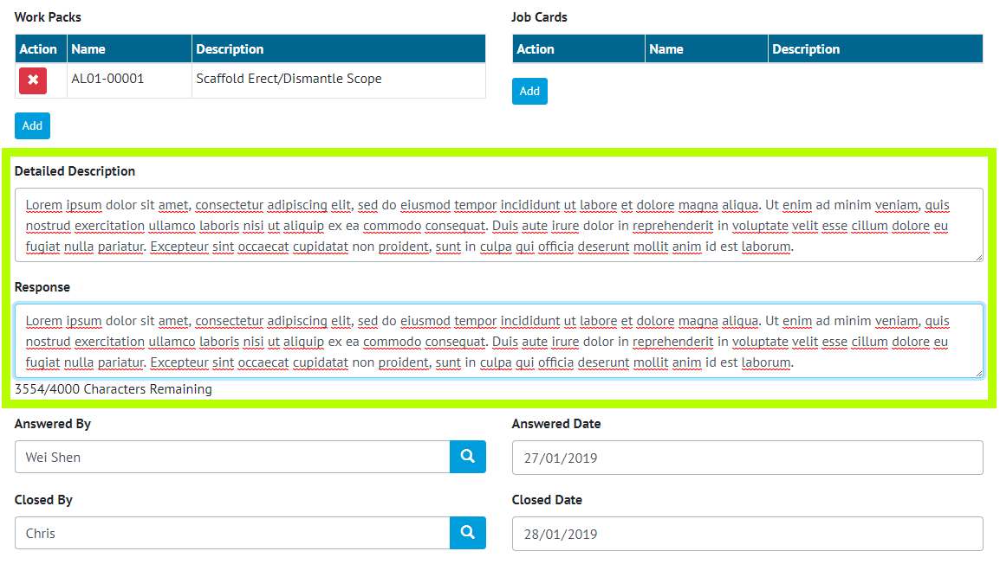 Work Packs
Action Name Description
AL01-00001 Scaffold Erect/Dismantle Scope
Add
Job Cards
Action Name Description
Add
Detailed Description
Lorem ipsum dolor sit amet, consectetur adipiscing elit, sed do eiusmod tempor incididunt ut labore et dolore magna aliqua. Ut enim ad minim veniam, quis
nostrud exercitation ullamco laboris nisi ut aliquip ex ea commodo consequat. Duis aute irure dolor in reprehenderit in voluptate velit esse cillum dolore eu
fugiat nulla pariatur. Excepteur sint occaecat cupidatat non proident, sunt in culpa qui officia deserunt mollit anim id est laborum.
Response
Lorem ipsum dolor sit amet, consectetur adipiscing elit, sed do eiusmod tempor incididunt ut labore et dolore magna aliqua. Ut enim ad minim veniam, quis
nostrud exercitation ullamco laboris nisi ut aliquip ex ea commodo consequat. Duis aute irure dolor in reprehenderit in voluptate velit esse cillum dolore eu
fugiat nulla pariatur. Excepteur sint occaecat cupidatat non proident, sunt in culpa qui officia deserunt mollit anim id est laborum.
3554/4000 Characters Remaining
Answered By
Wei Shen
Answered Date
27/01/2019
Closed By
Chris
Closed Date
28/01/2019